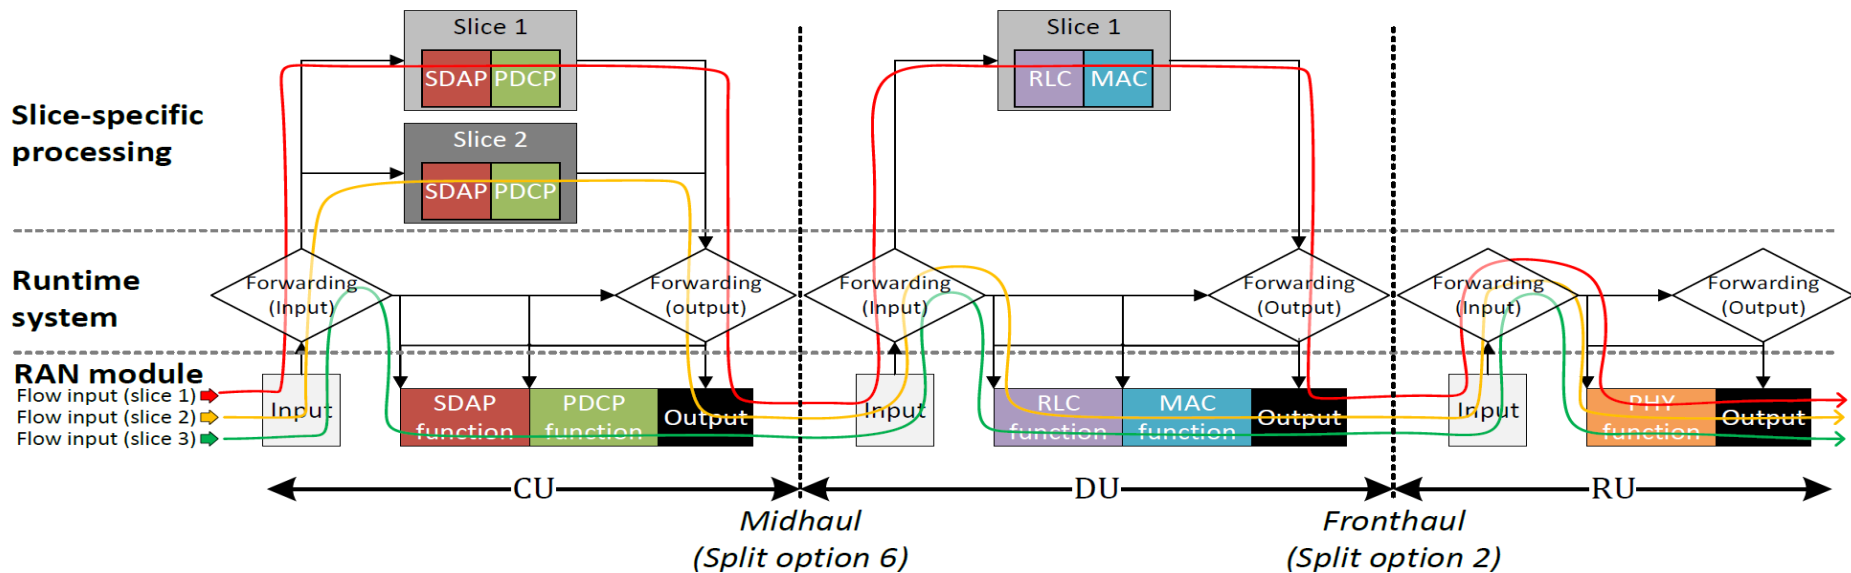 Slice 1
SDAP PDCP
Slice 2
SDAP PDCP
Slice 1
RLC MAC
Slice-specific
processing
Runtime
system
Forwarding
(Input)
Forwarding
(output)
Forwarding
(Input)
Forwarding
(Output)
Forwarding
(Input)
Forwarding
(Output)
RAN module
Flow input (slice 1)
Flow input (slice 2)
Flow input (slice 3)
Input
SDAP
function
PDCP
function
Output
Input
RLC
function
MAC
function
Output
Input
PHY
function
Output
CU
DU
RU
Midhaul
(Split option 6)
Fronthaul
(Split option 2)